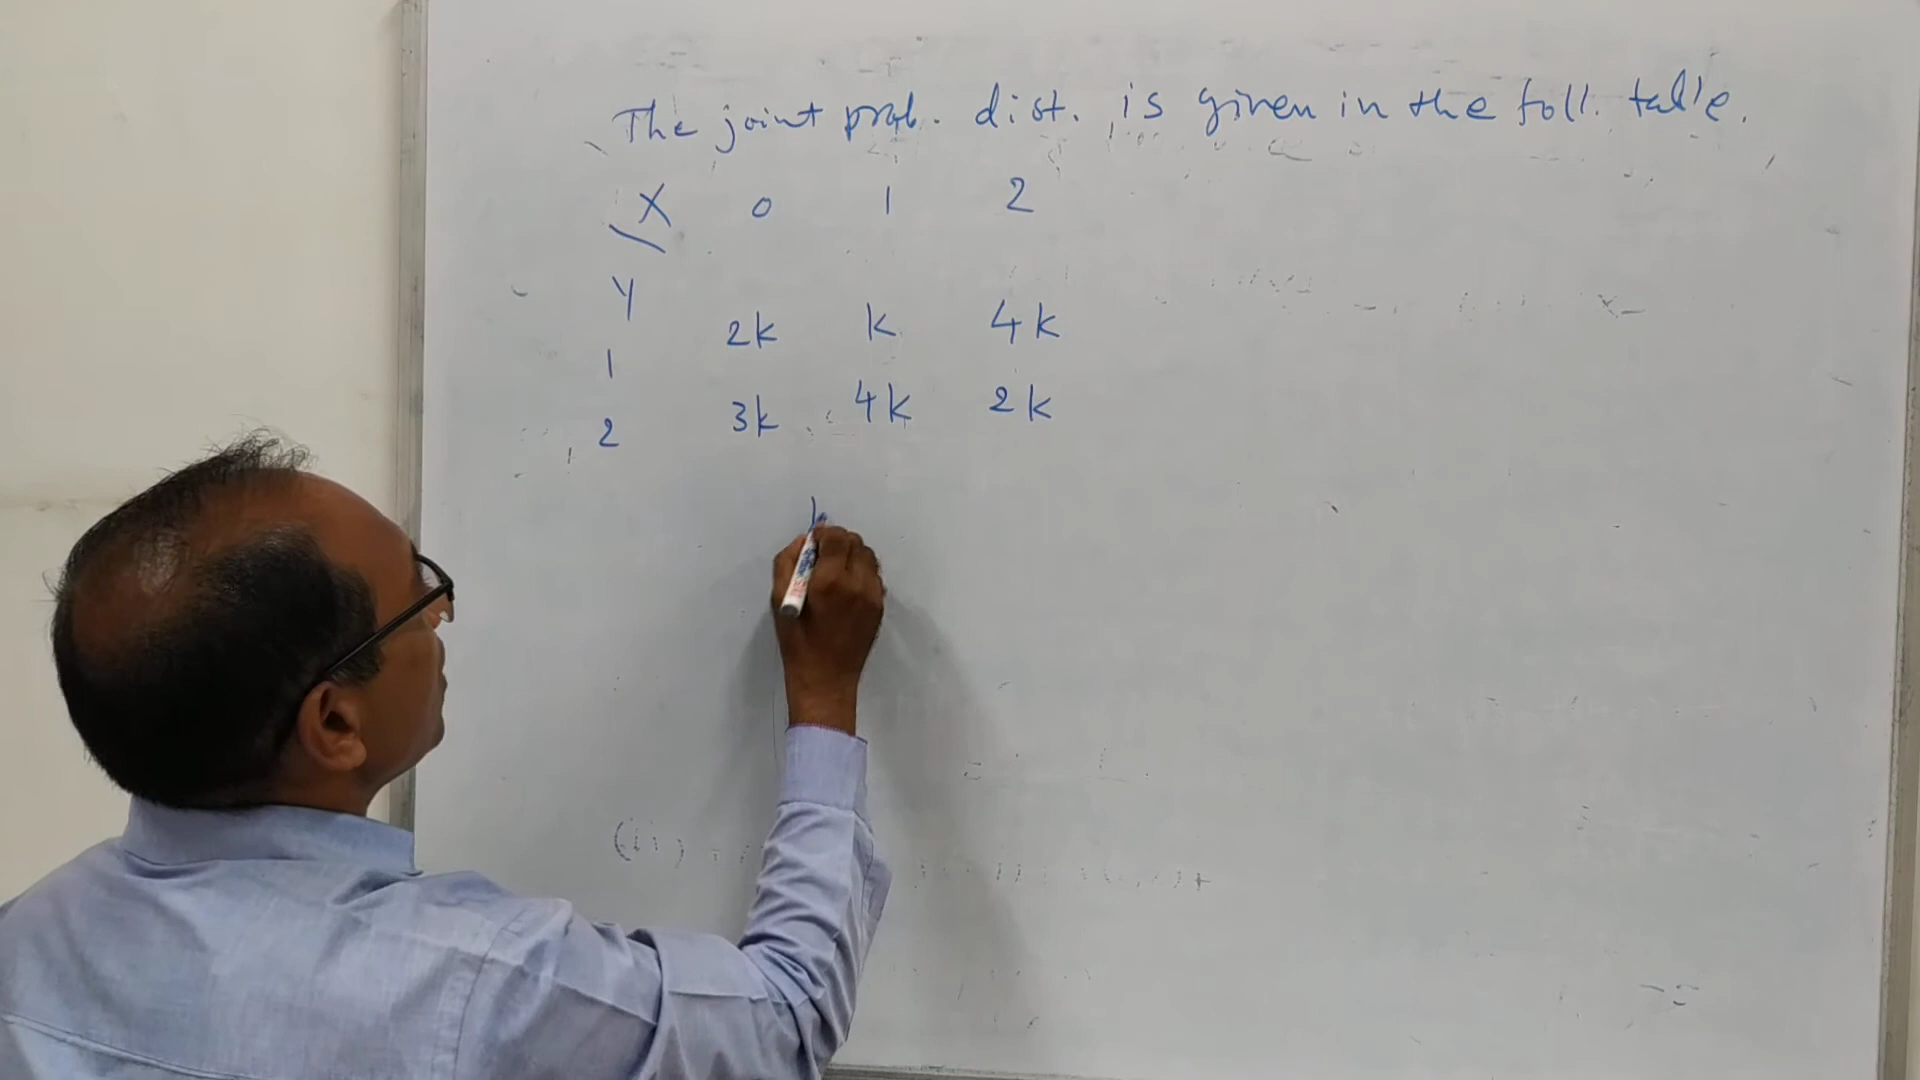 The joint prob. dist. is given in the foll. table.
X 0 1 2
Y
2k k 4k
1
3k 4k 2k
2
(ii)